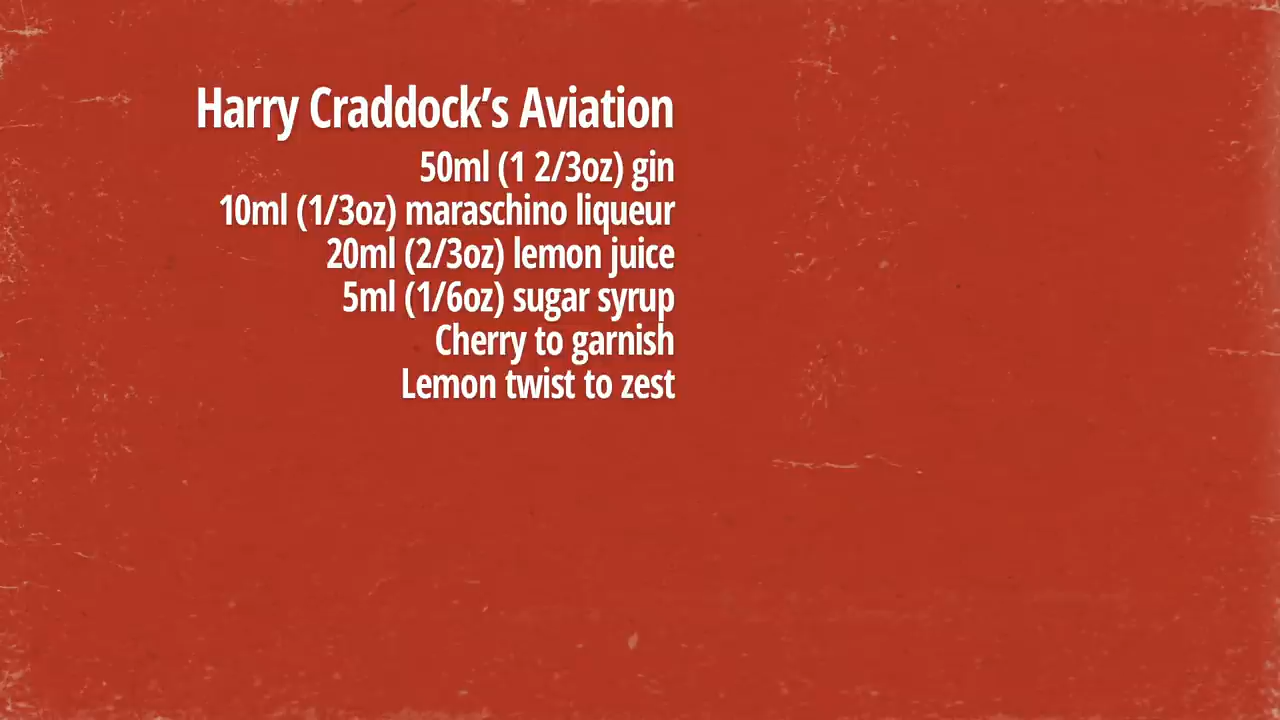 Harry Craddock’s Aviation
50ml (1 2/3oz) gin
10ml (1/3oz) maraschino liqueur
20ml (2/3oz) lemon juice
5ml (1/6oz) sugar syrup
Cherry to garnish
Lemon twist to zest